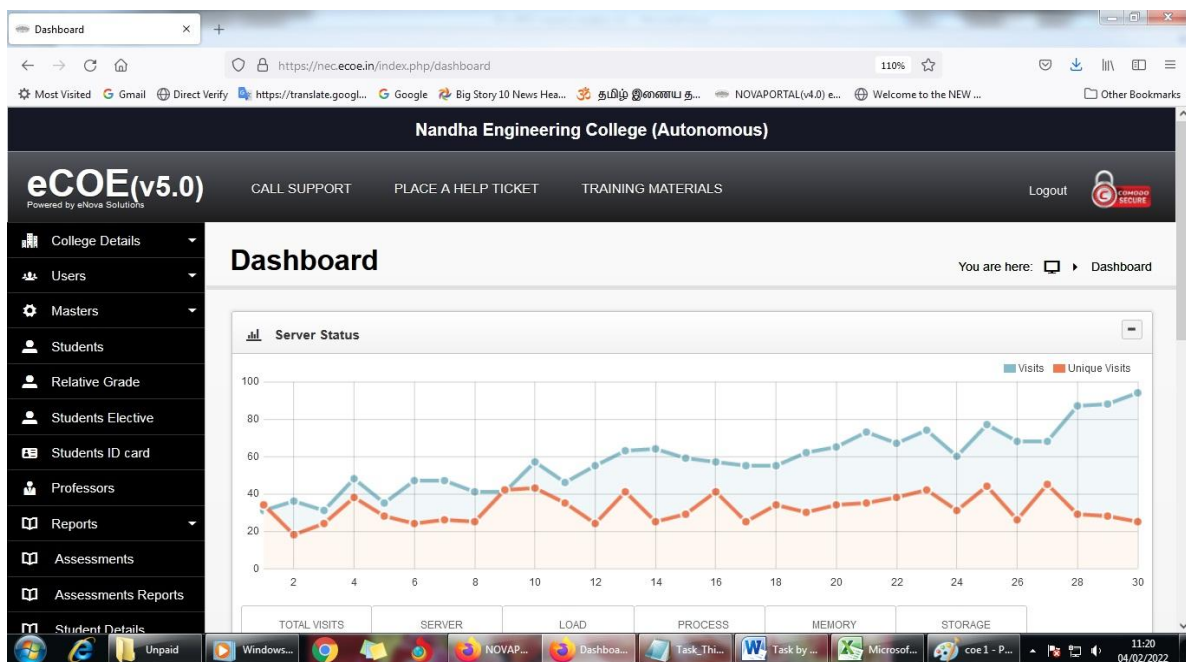 Dashboard
https://nec.ecoe.in/index.php/dashboard 110%
Most Visited Gmail Direct Verify https://translate.googl... Google Big Story 10 News Hea... தமிழ் இணைய த... NOVAPORTAL(v4.0) e... Welcome to the NEW ... Other Bookmarks
Nandha Engineering College (Autonomous)
eCOE(v5.0) CALL SUPPORT PLACE A HELP TICKET TRAINING MATERIALS Logout COMODO SECURE
Powered by eNova Solutions
College Details
Users
Masters
Students
Relative Grade
Students Elective
Students ID card
Professors
Reports
Assessments
Assessments Reports
Student Details
Dashboard
You are here: Dashboard
Server Status
Visits Unique Visits
100
80
60
40
20
0
2 4 6 8 10 12 14 16 18 20 22 24 26 28 30
TOTAL VISITS SERVER LOAD PROCESS MEMORY STORAGE
Unpaid Windows... NOVAP... Dashboa... Task_Thi... Task by ... Microsof... coe 1 - P... 11:20
04/02/2022